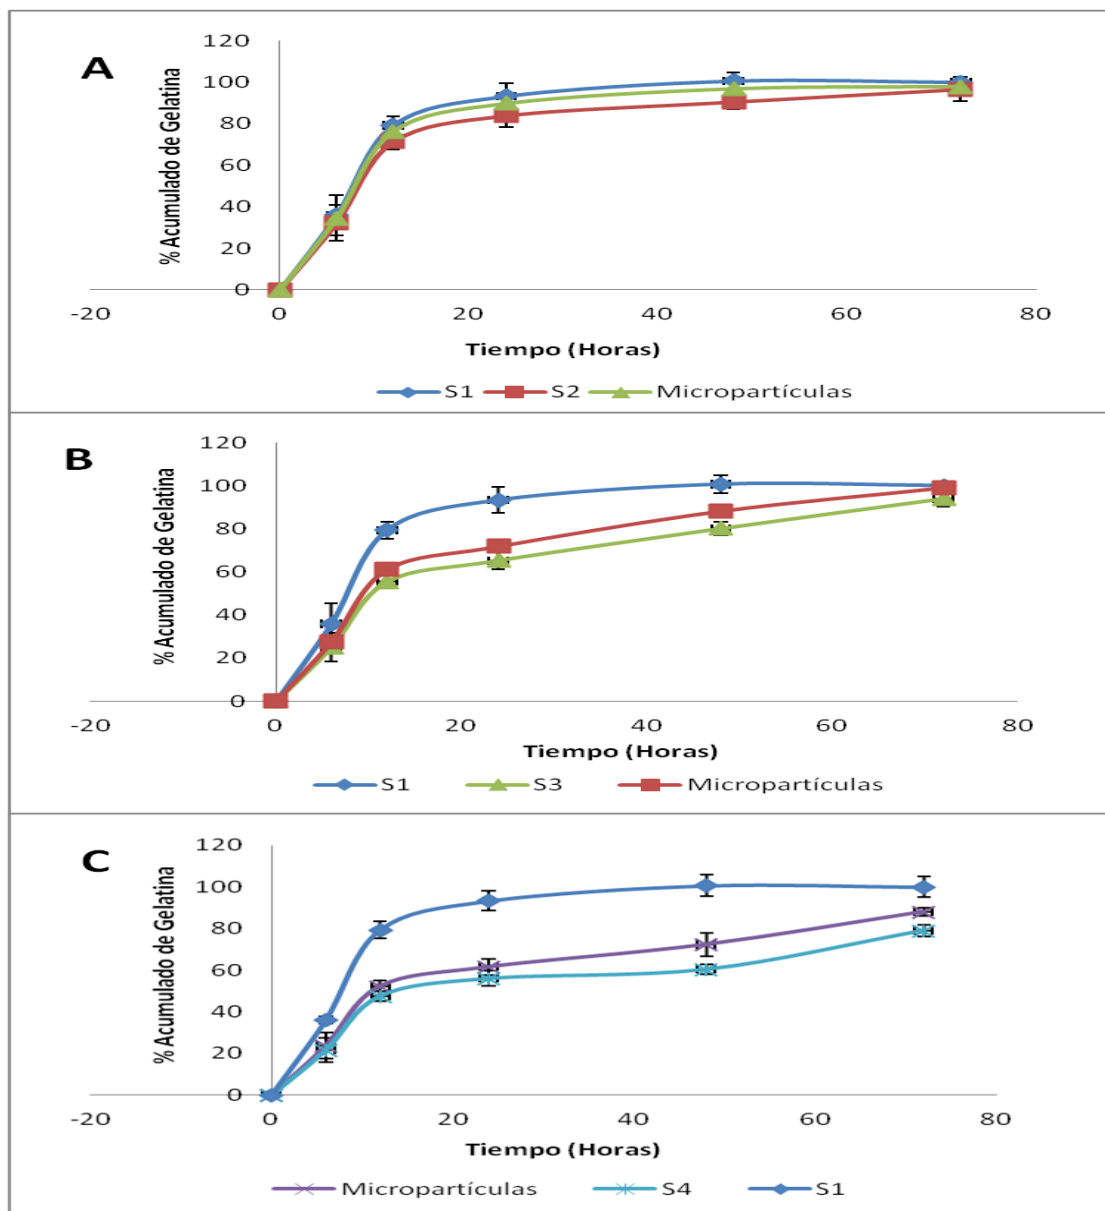 A
% Acumulado de Gelatina
120
100
80
60
40
20
0
-20 0 20 40 60 80
Tiempo (Horas)
S1 S2 Micropartículas
B
% Acumulado de Gelatina
120
100
80
60
40
20
0
-20 0 20 40 60 80
Tiempo (Horas)
S1 S3 Micropartículas
C
% Acumulado de Gelatina
120
100
80
60
40
20
0
-20 0 20 40 60 80
Tiempo (Horas)
Micropartículas S4 S1